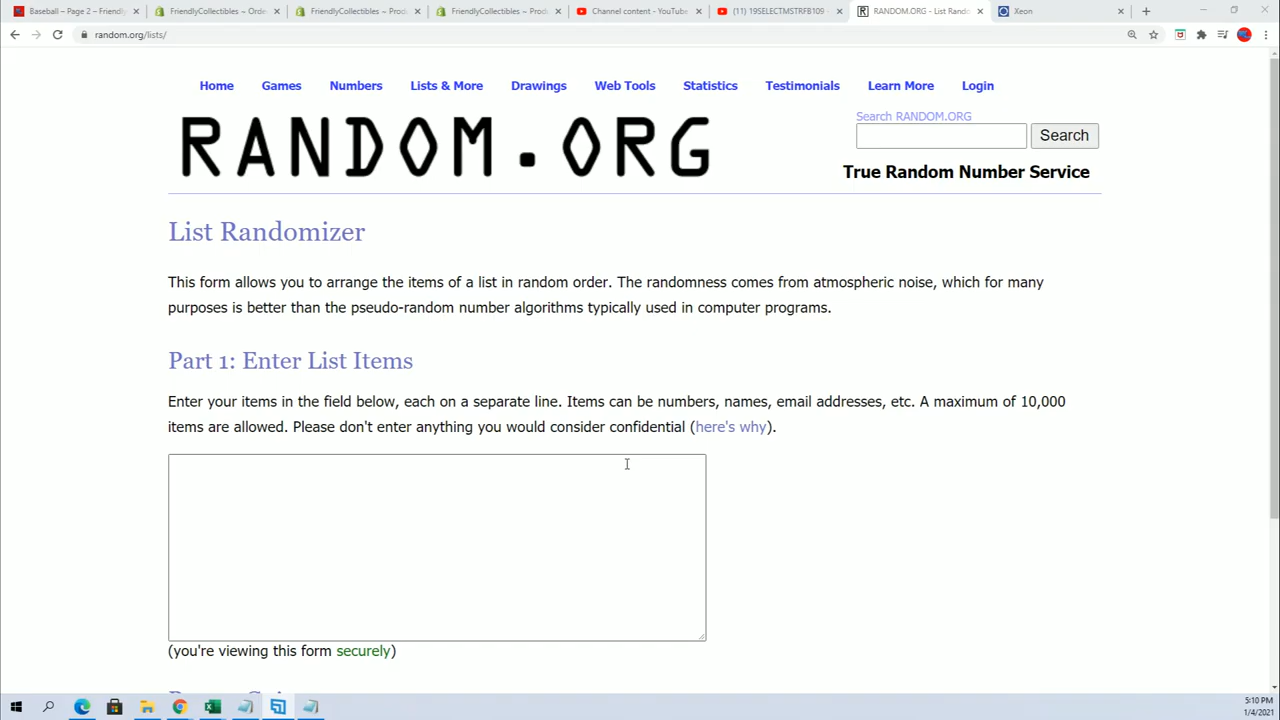 Baseball – Page 2 – Friendly
FriendlyCollectibles ~ Orde
FriendlyCollectibles ~ Produ
FriendlyCollectibles ~ Produ
Channel content - YouTube
(11) 19SELECTMSTRFB109
RANDOM.ORG - List Rando
Xeon
random.org/lists/
Home Games Numbers Lists & More Drawings Web Tools Statistics Testimonials Learn More Login
RANDOM.ORG
Search RANDOM.ORG
Search
True Random Number Service
List Randomizer
This form allows you to arrange the items of a list in random order. The randomness comes from atmospheric noise, which for many
purposes is better than the pseudo-random number algorithms typically used in computer programs.
Part 1: Enter List Items
Enter your items in the field below, each on a separate line. Items can be numbers, names, email addresses, etc. A maximum of 10,000
items are allowed. Please don't enter anything you would consider confidential (here's why).
(you're viewing this form securely)
5:10 PM
1/4/2021